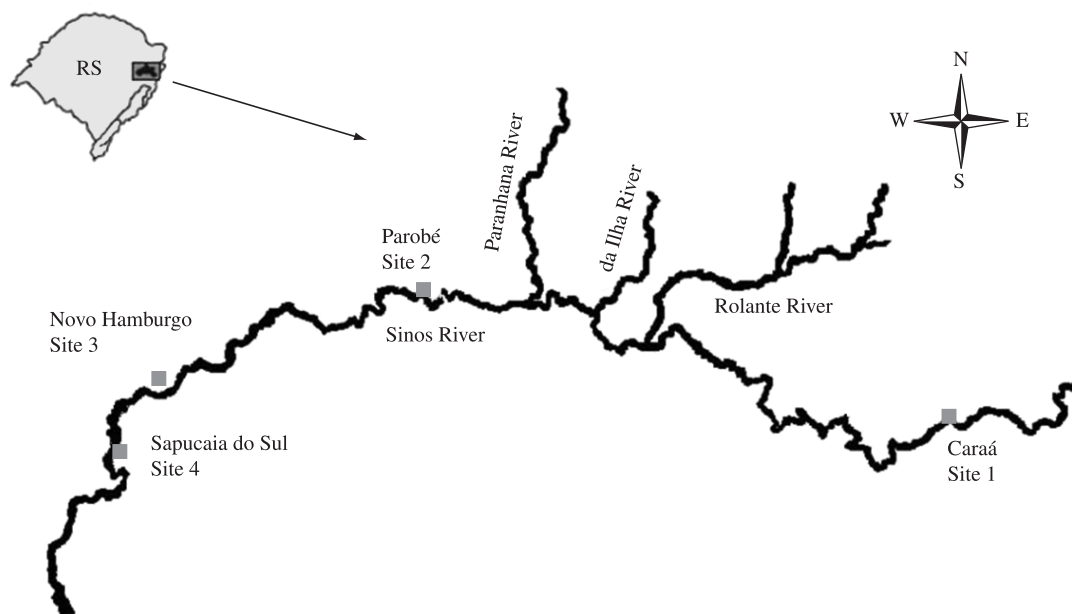 RS
N
W
E
S
Paranhana River
da Ilha River
Parobé
Site 2
Rolante River
Novo Hamburgo
Site 3
Sinos River
Sapucaia do Sul
Site 4
Caraá
Site 1